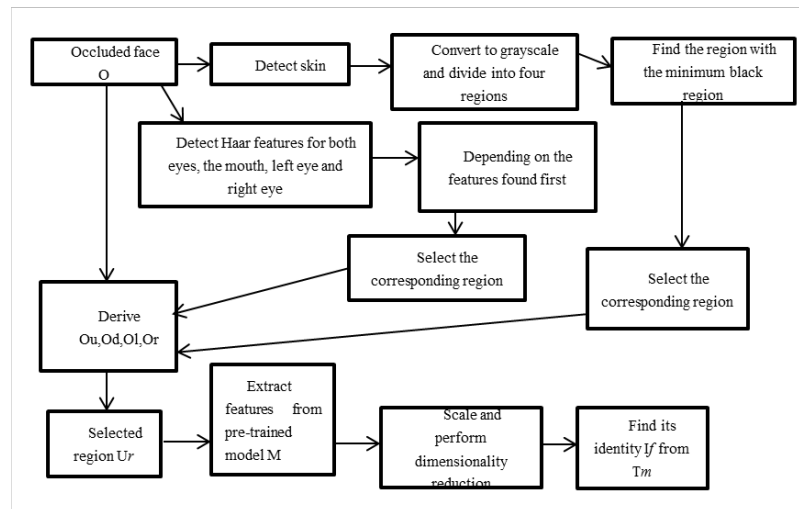 Occluded face
O
Detect skin
Convert to grayscale
and divide into four
regions
Find the region with
the minimum black
region
Detect Haar features for both
eyes, the mouth, left eye and
right eye
Depending on the
features found first
Select the
corresponding region
Select the
corresponding region
Derive
Ou,Od,Ol,Or
Selected
region Ur
Extract
features from
pre-trained
model M
Scale and
perform
dimensionality
reduction
Find its
identity If from
Tm